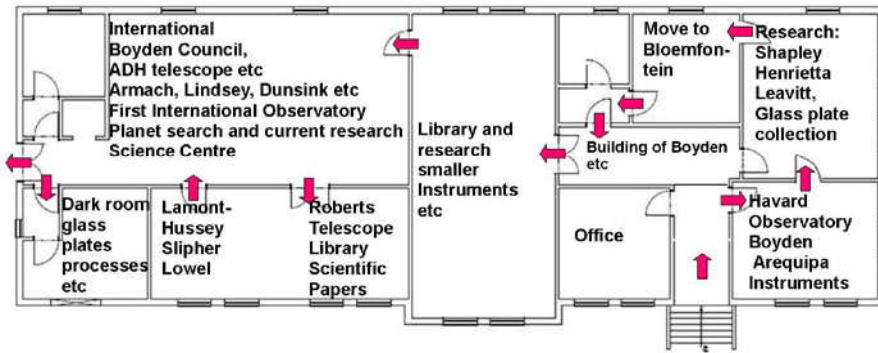 International
Boyden Council,
ADH telescope etc
Armach, Lindsey, Dunsink etc
First International Observatory
Planet search and current research
Science Centre
Dark room
glass
plates
processes
etc
Lamont-
Hussey
Slipher
Lowel
Roberts
Telescope
Library
Scientific
Papers
Library and
research
smaller
Instruments
etc
Move to
Bloemfon-
tein
Research:
Shapley
Henrietta
Leavitt,
Glass plate
collection
Building of Boyden
etc
Office
Havard
Observatory
Boyden
Arequipa
Instruments